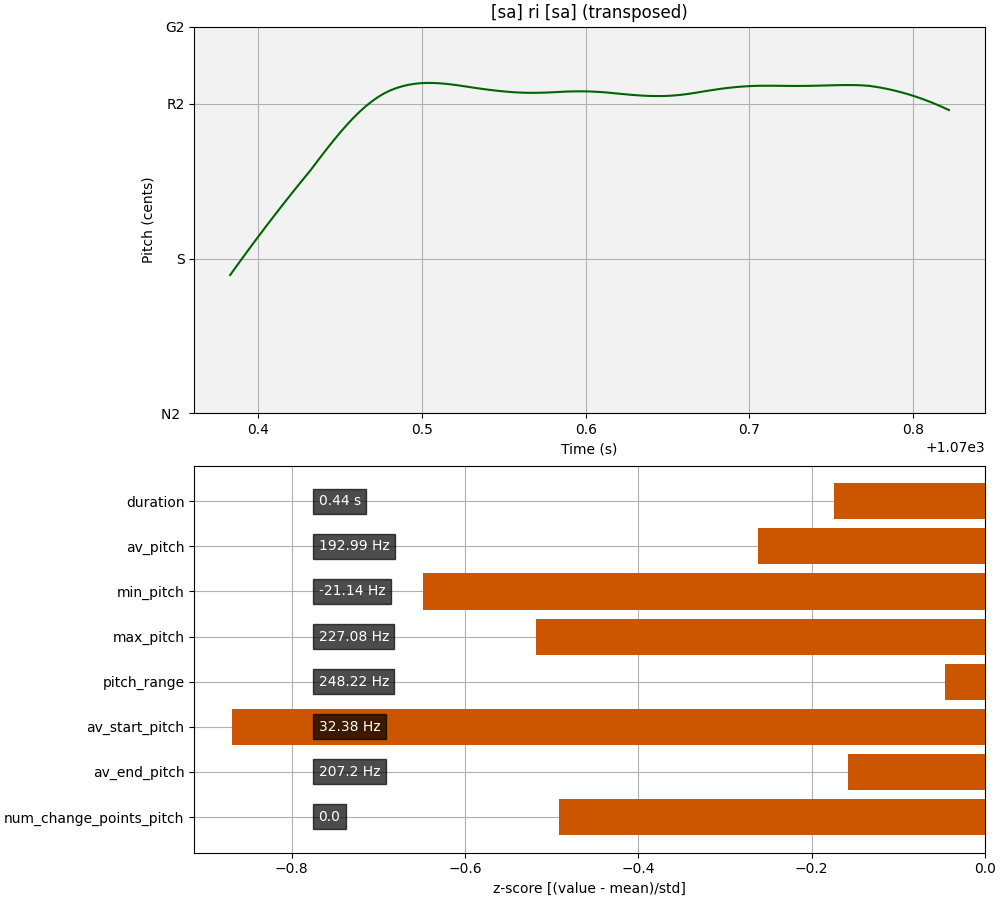 [sa] ri [sa] (transposed)
G2
R2
S
N2
Pitch (cents)
0.4 0.5 0.6 0.7 0.8
Time (s)
+1.07e3
duration 0.44 s
av_pitch 192.99 Hz
min_pitch -21.14 Hz
max_pitch 227.08 Hz
pitch_range 248.22 Hz
av_start_pitch 32.38 Hz
av_end_pitch 207.2 Hz
num_change_points_pitch 0.0
−0.8 −0.6 −0.4 −0.2 0.0
z-score [(value - mean)/std]